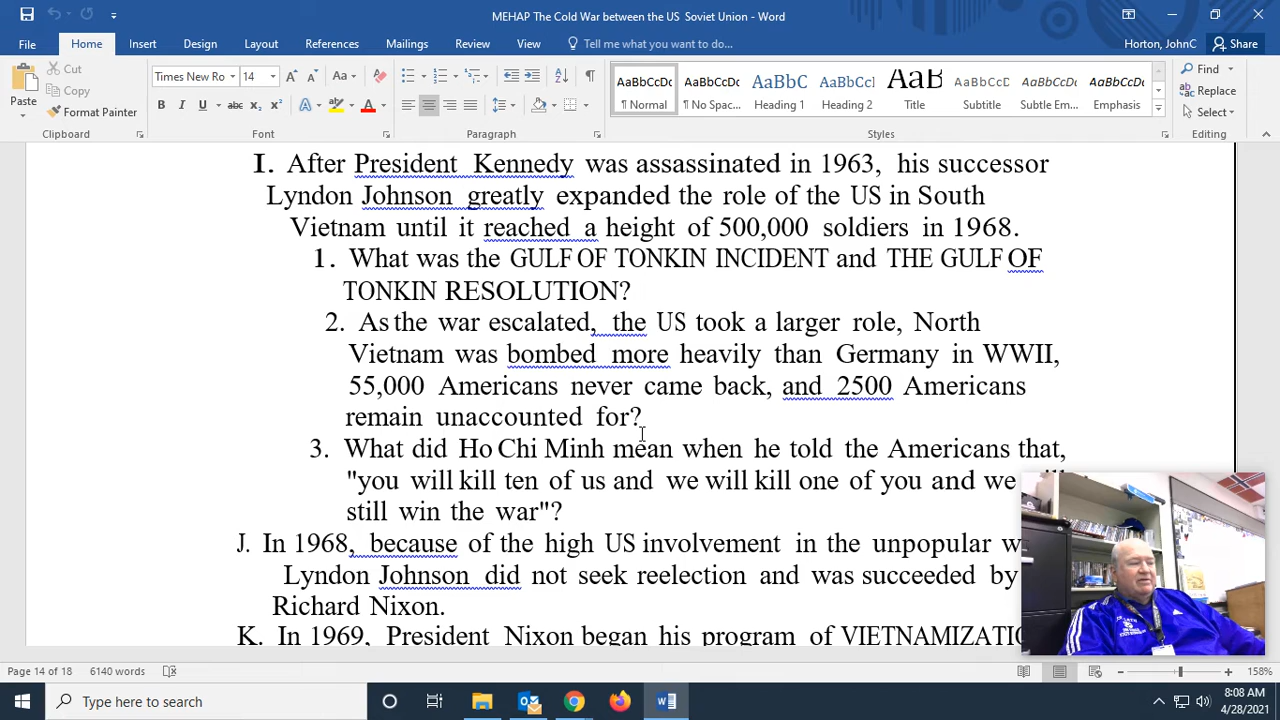 MEHAP The Cold War between the US Soviet Union - Word
File Home Insert Design Layout References Mailings Review View Tell me what you want to do... Horton, JohnC Share
Paste Cut Copy Format Painter
Times New Ro 14 Aa
B I U abc X₂ X² A A
AaBbCcDc AaBbCcDc AaBbC AaBbCcC AaB AaBbCcD AaBbCcDc AaBbCcDc
¶ Normal ¶ No Spac... Heading 1 Heading 2 Title Subtitle Subtle Em... Emphasis
Find Replace Select
Clipboard Font Paragraph Styles Editing
I. After President Kennedy was assassinated in 1963, his successor
Lyndon Johnson greatly expanded the role of the US in South
Vietnam until it reached a height of 500,000 soldiers in 1968.
1. What was the GULF OF TONKIN INCIDENT and THE GULF OF
TONKIN RESOLUTION?
2. As the war escalated, the US took a larger role, North
Vietnam was bombed more heavily than Germany in WWII,
55,000 Americans never came back, and 2500 Americans
remain unaccounted for?
3. What did Ho Chi Minh mean when he told the Americans that,
"you will kill ten of us and we will kill one of you and we
still win the war"?
J. In 1968, because of the high US involvement in the unpopular
Lyndon Johnson did not seek reelection and was succeeded by
Richard Nixon.
K. In 1969, President Nixon began his program of VIETNAMIZATIO
Page 14 of 18 6140 words 158%
Type here to search
8:08 AM
4/28/2021